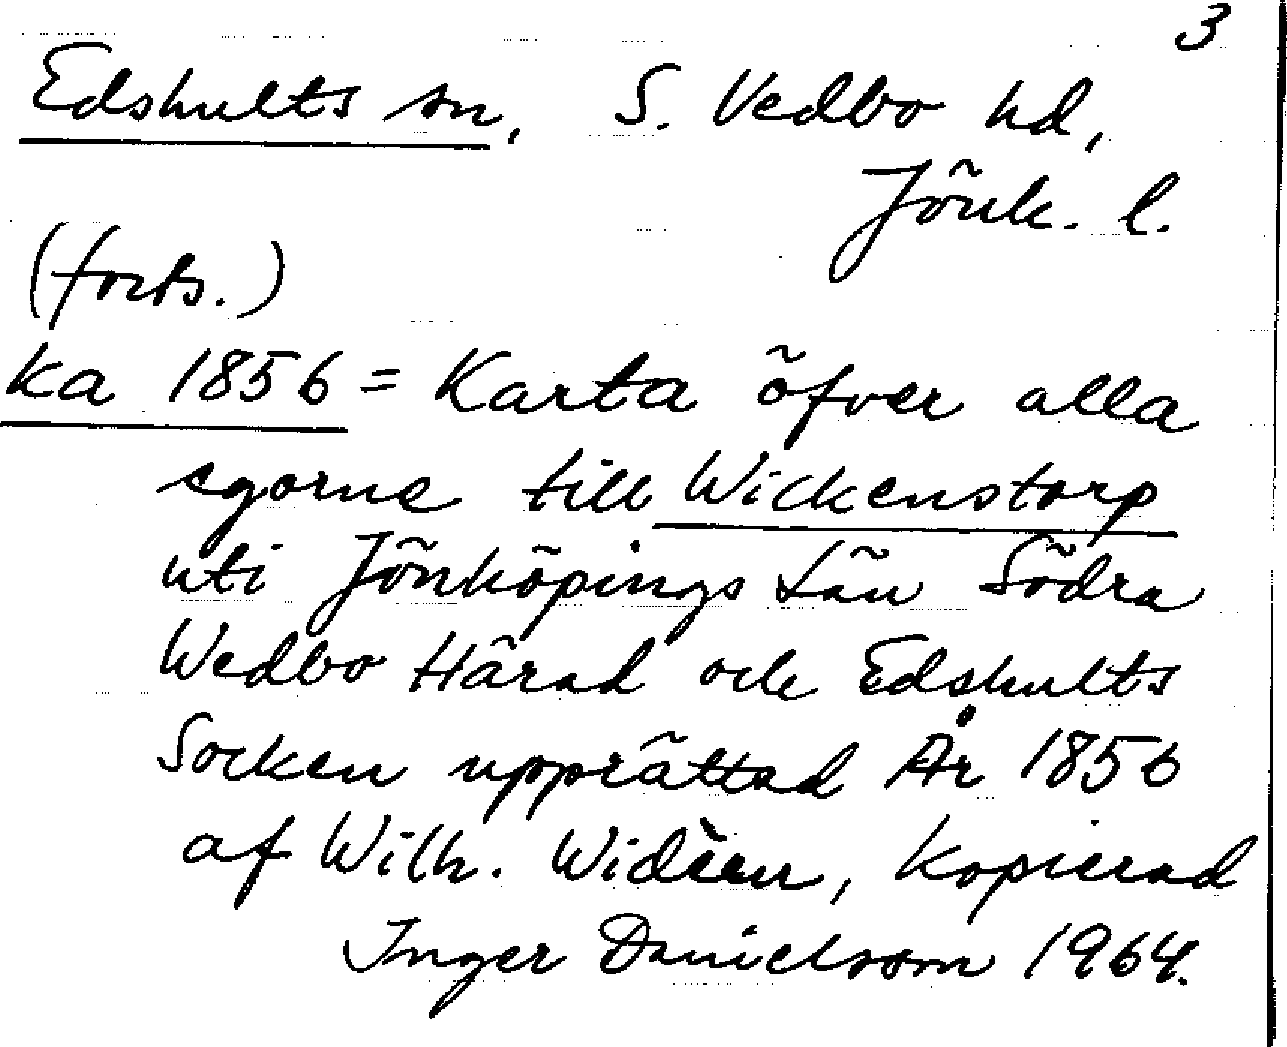 3
Edshults sn, S. Vedbo hd,
Jönk. l.
(forts.)
ka 1856 = Karta öfver alla
egorne till Wickenstorp
uti Jönköpings Län Södra
Wedbo Härad och Edshults
Socken upprättad År 1856
af Wilh. Widèen, Kopierad
Inger Danielsson 1964.